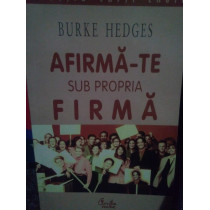 BURKE HEDGES
AFIRMĂ-TE
SUB PROPRIA
FIRMĂ